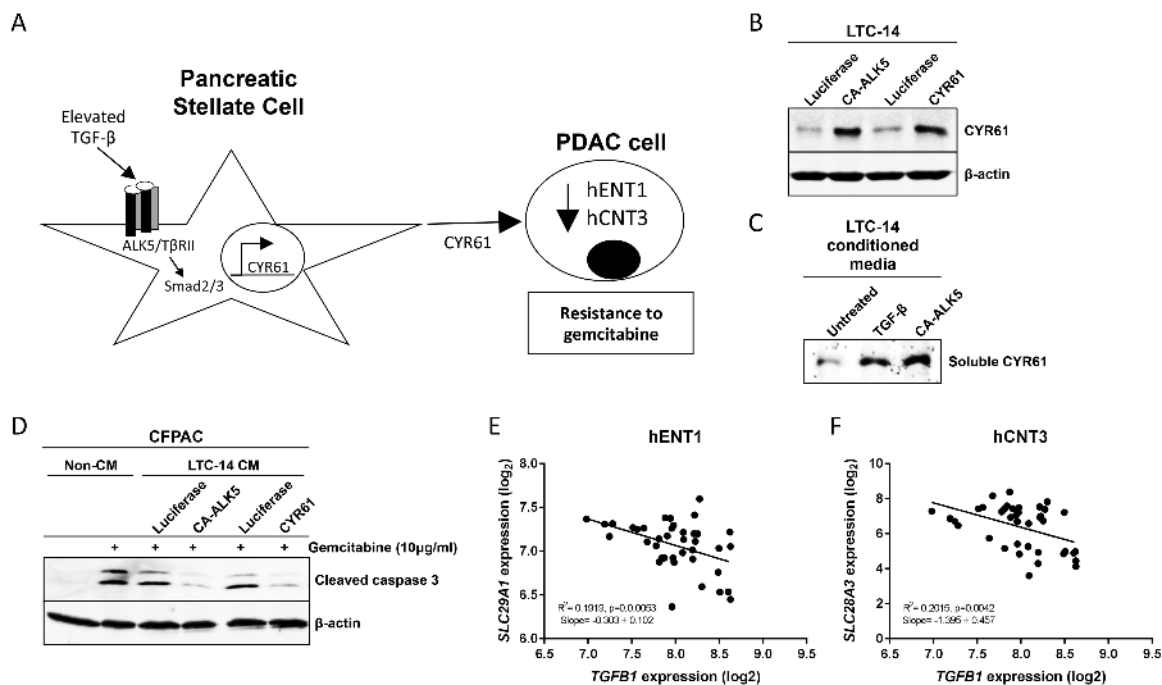 A
Pancreatic
Stellate Cell
Elevated
TGF-β
ALK5/TβRII
Smad2/3
CYR61
CYR61
PDAC cell
hENT1
hCNT3
Resistance to
gemcitabine
B
LTC-14
Luciferase CA-ALK5 Luciferase CYR61
CYR61
β-actin
C
LTC-14
conditioned
media
Untreated TGF-β CA-ALK5
Soluble CYR61
D
CFPAC
Non-CM LTC-14 CM
Luciferase CA-ALK5 Luciferase CYR61
+ + + + + Gemcitabine (10µg/ml)
Cleaved caspase 3
β-actin
E
hENT1
SLC29A1 expression (log2)
8.0
7.5
7.0
6.5
6.0
R²= 0.1919, p=0.0.0053
Slope= -0.303 ± 0.102
6.5 7.0 7.5 8.0 8.5 9.0 9.5
TGFB1 expression (log2)
F
hCNT3
SLC28A3 expression (log2)
10
8
6
4
2
0
R²= 0.2015, p=0.0042
Slope= -1.395 ± 0.457
6.5 7.0 7.5 8.0 8.5 9.0 9.5
TGFB1 expression (log2)